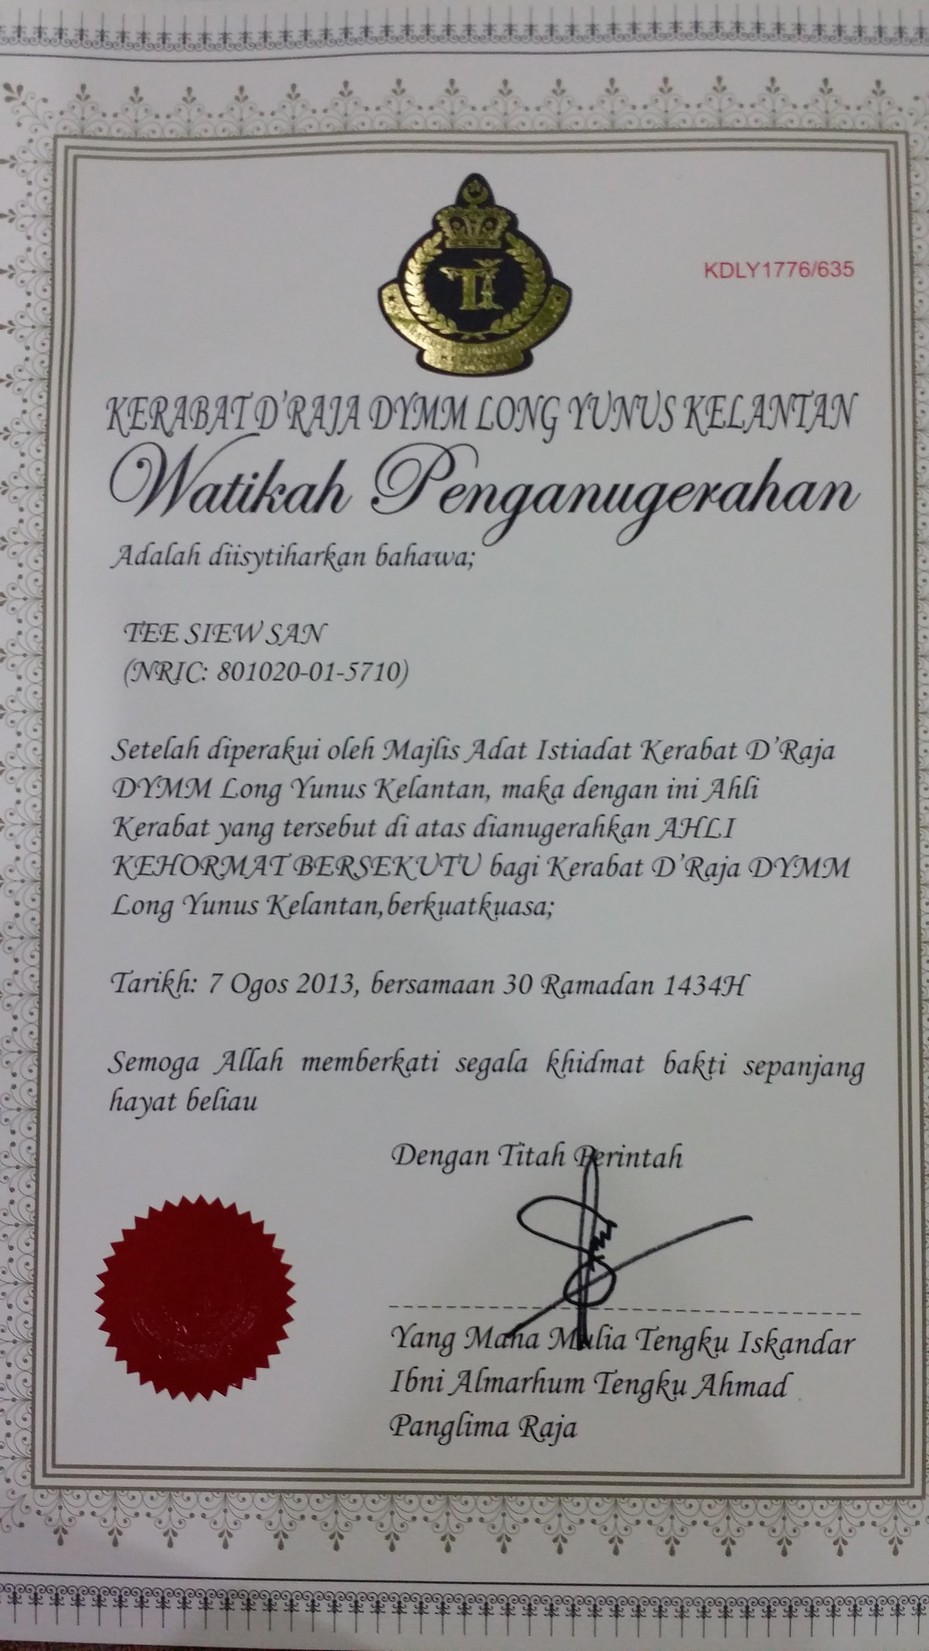 KDLY1776/635
KERABAT D'RAJA DYMM LONG YUNUS KELANTAN
Watikah Penganugerahan
Adalah diisytiharkan bahawa;
TEE SIEW SAN
(NRIC: 801020-01-5710)
Setelah diperakui oleh Majlis Adat Istiadat Kerabat D'Raja
DYMM Long Yunus Kelantan, maka dengan ini Ahli
Kerabat yang tersebut di atas dianugerahkan AHLI
KEHORMAT BERSEKUTU bagi Kerabat D'Raja DYMM
Long Yunus Kelantan,berkuatkuasa;
Tarikh: 7 Ogos 2013, bersamaan 30 Ramadan 1434H
Semoga Allah memberkati segala khidmat bakti sepanjang
hayat beliau
Dengan Titah Perintah
Yang Maha Mulia Tengku Iskandar
Ibni Almarhum Tengku Ahmad
Panglima Raja